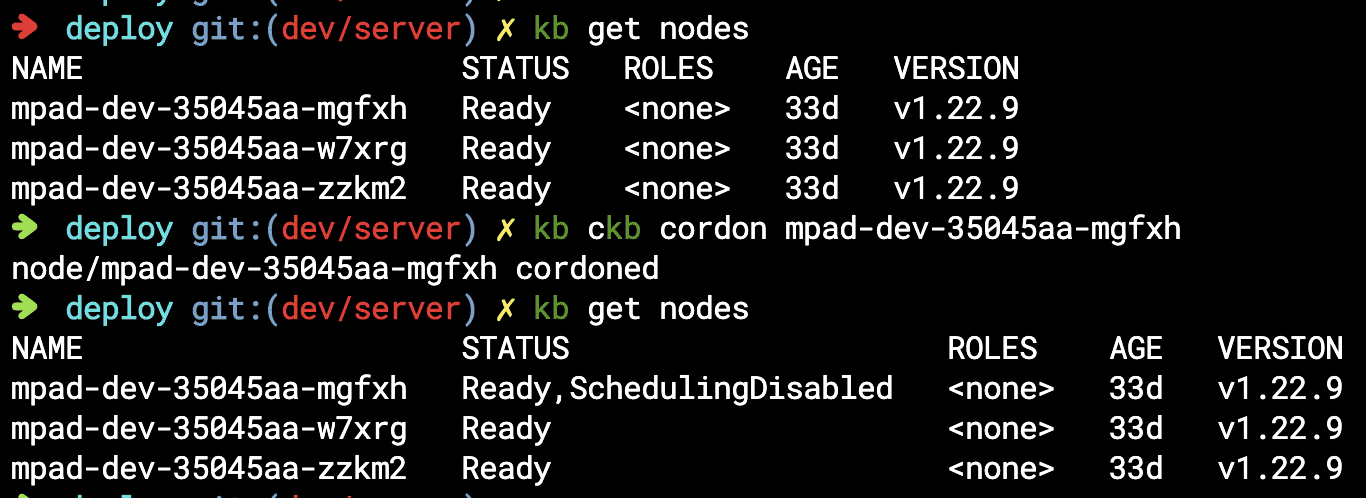 ➜ deploy git:(dev/server) ✗ kb get nodes
NAME STATUS ROLES AGE VERSION
mpad-dev-35045aa-mgfxh Ready <none> 33d v1.22.9
mpad-dev-35045aa-w7xrg Ready <none> 33d v1.22.9
mpad-dev-35045aa-zzkm2 Ready <none> 33d v1.22.9
➜ deploy git:(dev/server) ✗ kb ckb cordon mpad-dev-35045aa-mgfxh
node/mpad-dev-35045aa-mgfxh cordoned
➜ deploy git:(dev/server) ✗ kb get nodes
NAME STATUS ROLES AGE VERSION
mpad-dev-35045aa-mgfxh Ready,SchedulingDisabled <none> 33d v1.22.9
mpad-dev-35045aa-w7xrg Ready <none> 33d v1.22.9
mpad-dev-35045aa-zzkm2 Ready <none> 33d v1.22.9